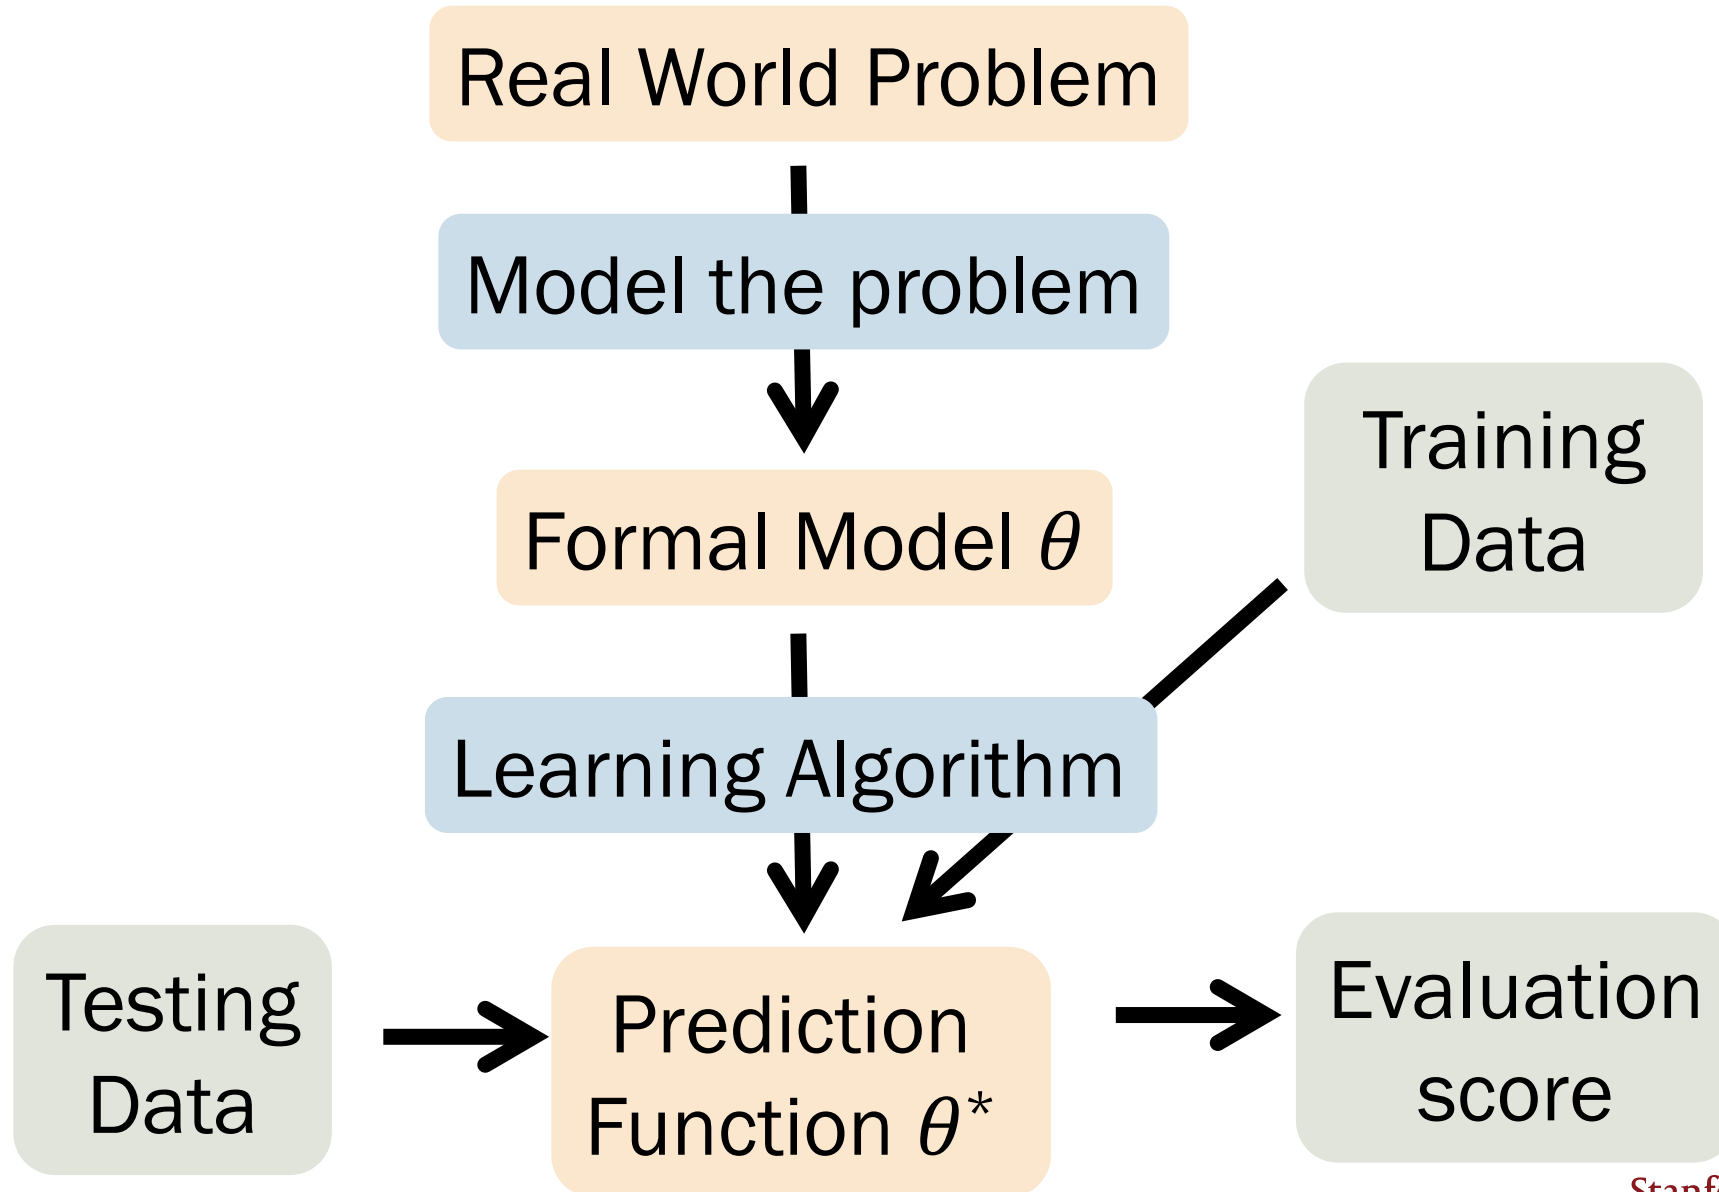 Real World Problem
Model the problem
Formal Model θ
Training
Data
Learning Algorithm
Testing
Data
Prediction
Function θ*
Evaluation
score